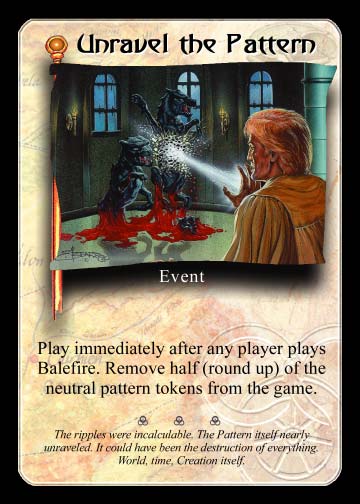 Unravel the Pattern
Event
Play immediately after any player plays
Balefire. Remove half (round up) of the
neutral pattern tokens from the game.
The ripples were incalculable. The Pattern itself nearly
unraveled. It could have been the destruction of everything.
World, time, Creation itself.